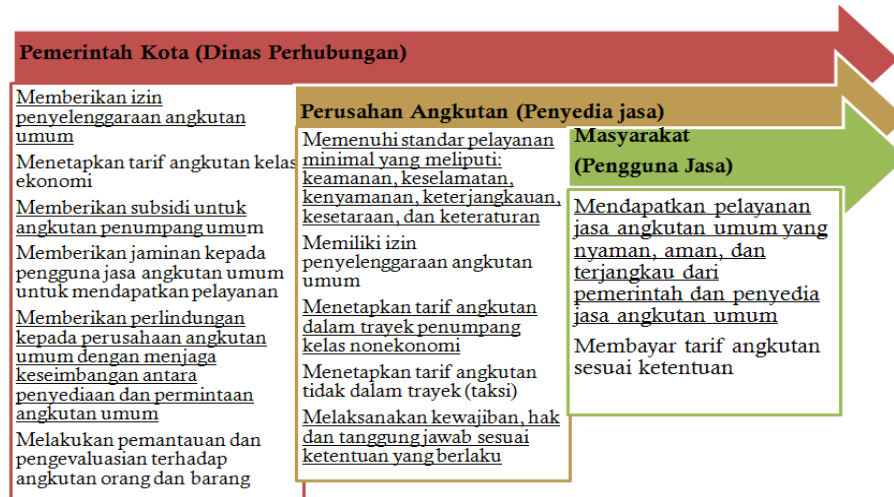 Pemerintah Kota (Dinas Perhubungan)
Memberikan izin
penyelenggaraan angkutan
umum
Menetapkan tarif angkutan kelas
ekonomi
Memberikan subsidi untuk
angkutan penumpang umum
Memberikan jaminan kepada
pengguna jasa angkutan umum
untuk mendapatkan pelayanan
Memberikan perlindungan
kepada perusahaan angkutan
umum dengan menjaga
keseimbangan antara
penyediaan dan permintaan
angkutan umum
Melakukan pemantauan dan
pengevaluasian terhadap
angkutan orang dan barang
Perusahan Angkutan (Penyedia jasa)
Memenuhi standar pelayanan
minimal yang meliputi:
keamanan, keselamatan,
kenyamanan, keterjangkauan,
kesetaraan, dan keteraturan
Memiliki izin
penyelenggaraan angkutan
umum
Menetapkan tarif angkutan
dalam trayek penumpang
kelas nonekonomi
Menetapkan tarif angkutan
tidak dalam trayek (taksi)
Melaksanakan kewajiban, hak
dan tanggung jawab sesuai
ketentuan yang berlaku
Masyarakat
(Pengguna Jasa)
Mendapatkan pelayanan
jasa angkutan umum yang
nyaman, aman, dan
terjangkau dari
pemerintah dan penyedia
jasa angkutan umum
Membayar tarif angkutan
sesuai ketentuan